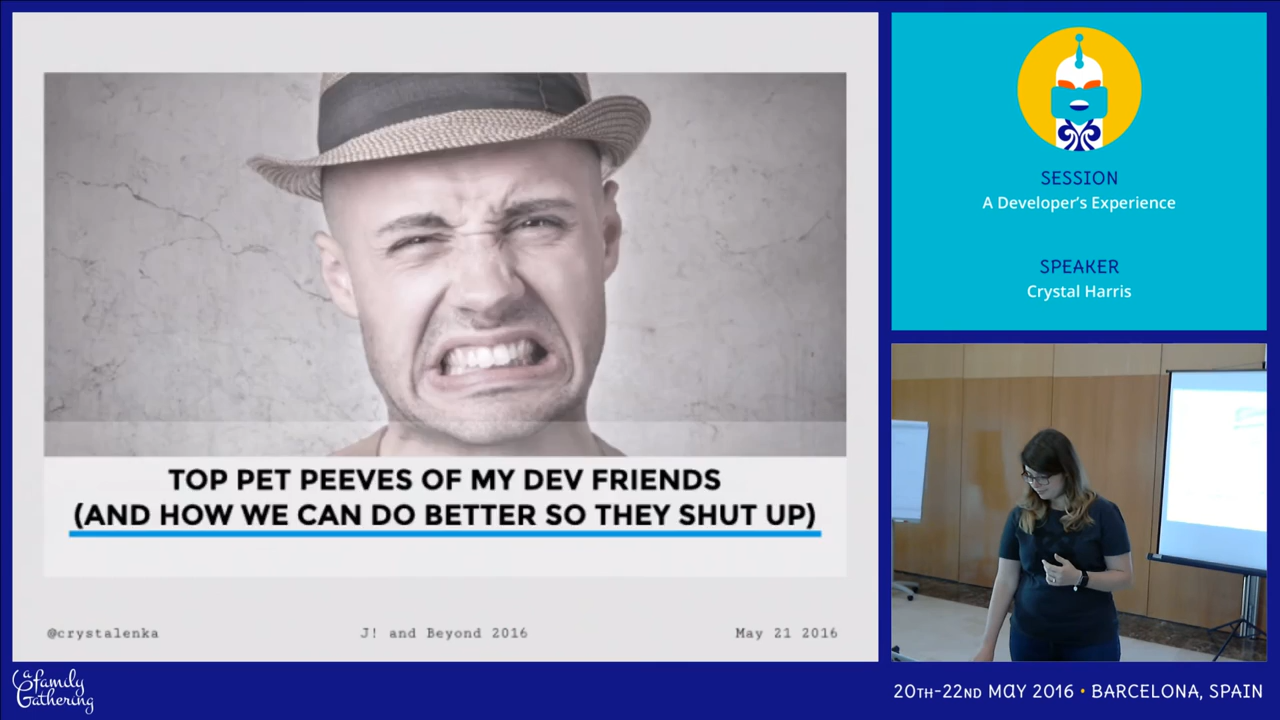 TOP PET PEEVES OF MY DEV FRIENDS
(AND HOW WE CAN DO BETTER SO THEY SHUT UP)
@crystalenka
J! and Beyond 2016
May 21 2016
SESSION
A Developer's Experience
SPEAKER
Crystal Harris
a family
Gathering
20TH-22ND MAY 2016 • BARCELONA, SPAIN